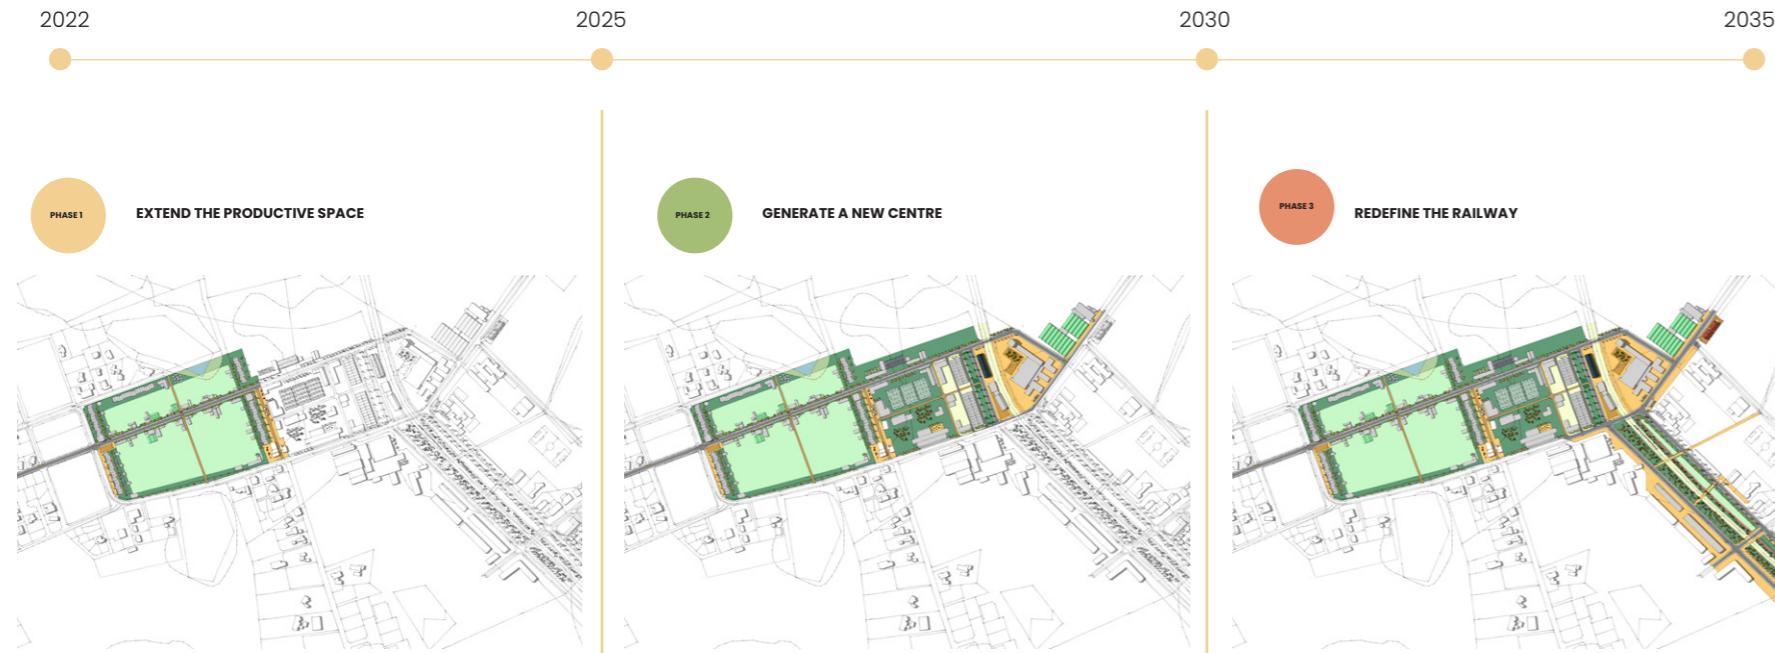 2022
2025
2030
2035
PHASE 1
EXTEND THE PRODUCTIVE SPACE
PHASE 2
GENERATE A NEW CENTRE
PHASE 3
REDEFINE THE RAILWAY